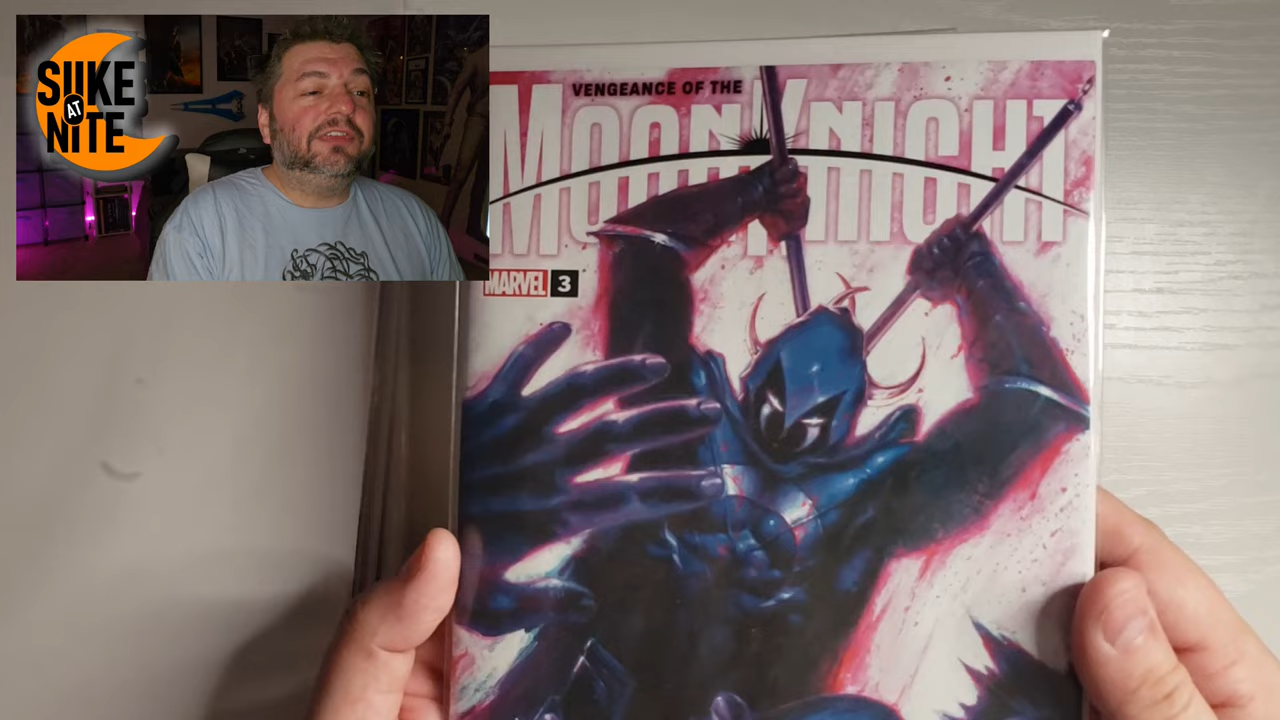 SIIKE
AT
NITE
VENGEANCE OF THE
MOON KNIGHT
MARVEL 3